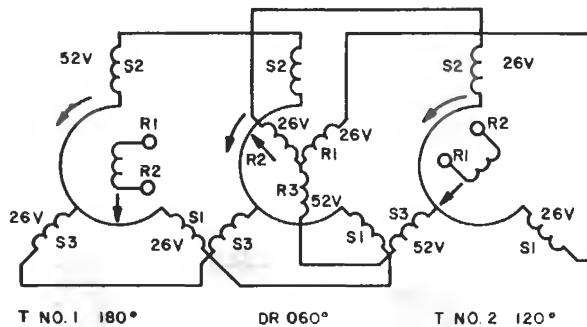 52V
S2
S2
S2
26V
R1
R2
26V
R2
R1
R3
52V
R1
R2
26V
S3
S1
26V
S3
S1
S3
52V
26V
S1
T NO. 1 180°
DR 060°
T NO. 2 120°
26V